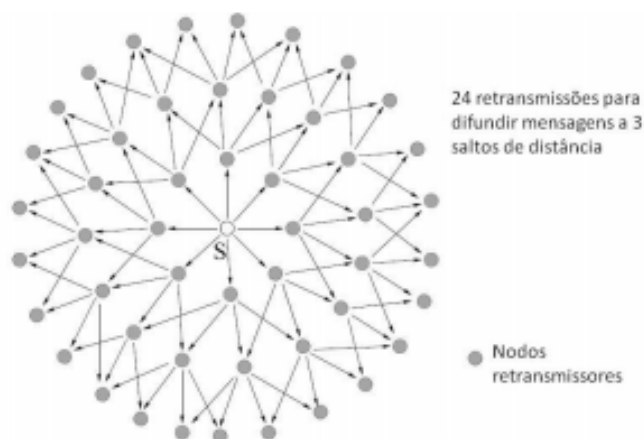 24 retransmissões para
difundir mensagens a 3
saltos de distância
S
Nodos
retransmissores